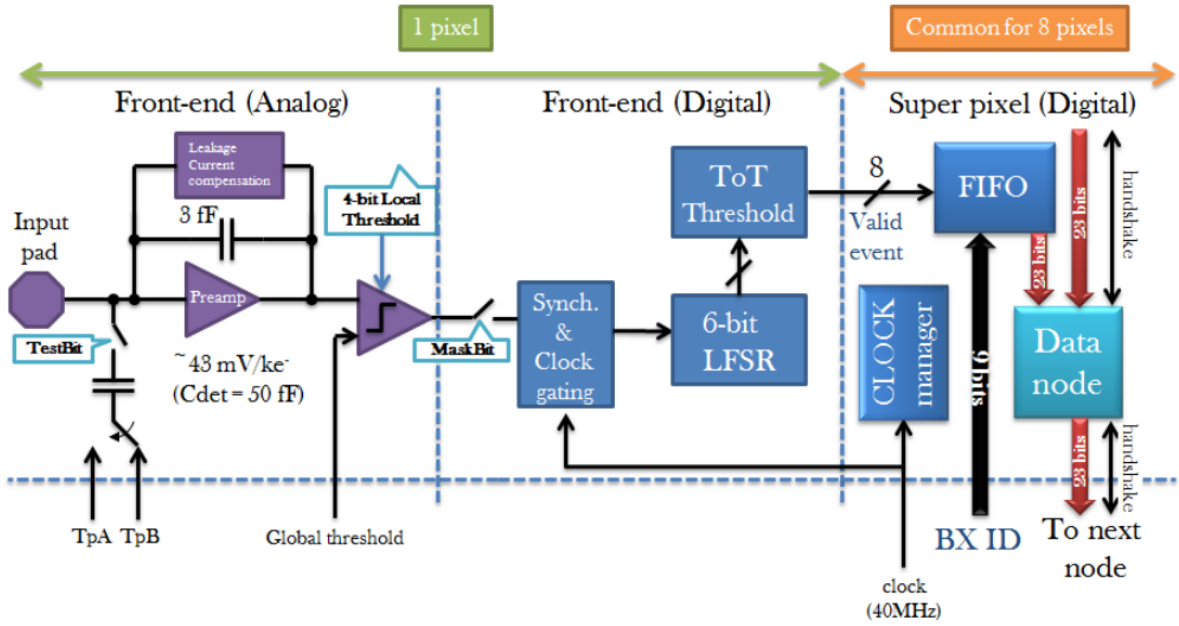 1 pixel
Common for 8 pixels
Front-end (Analog)
Front-end (Digital)
Super pixel (Digital)
Leakage
Current
compensation
3 fF
Input
pad
Preamp
TestBit
~43 mV/ke-
(Cdet = 50 fF)
4-bit Local
Threshold
MaskBit
Synch.
&
Clock
gating
ToT
Threshold
6-bit
LFSR
8
Valid
event
FIFO
23 bits
23 bits
handshake
CLOCK
manager
9 bits
Data
node
23 bits
handshake
TpA
TpB
Global threshold
BX ID
To next
node
clock
(40MHz)